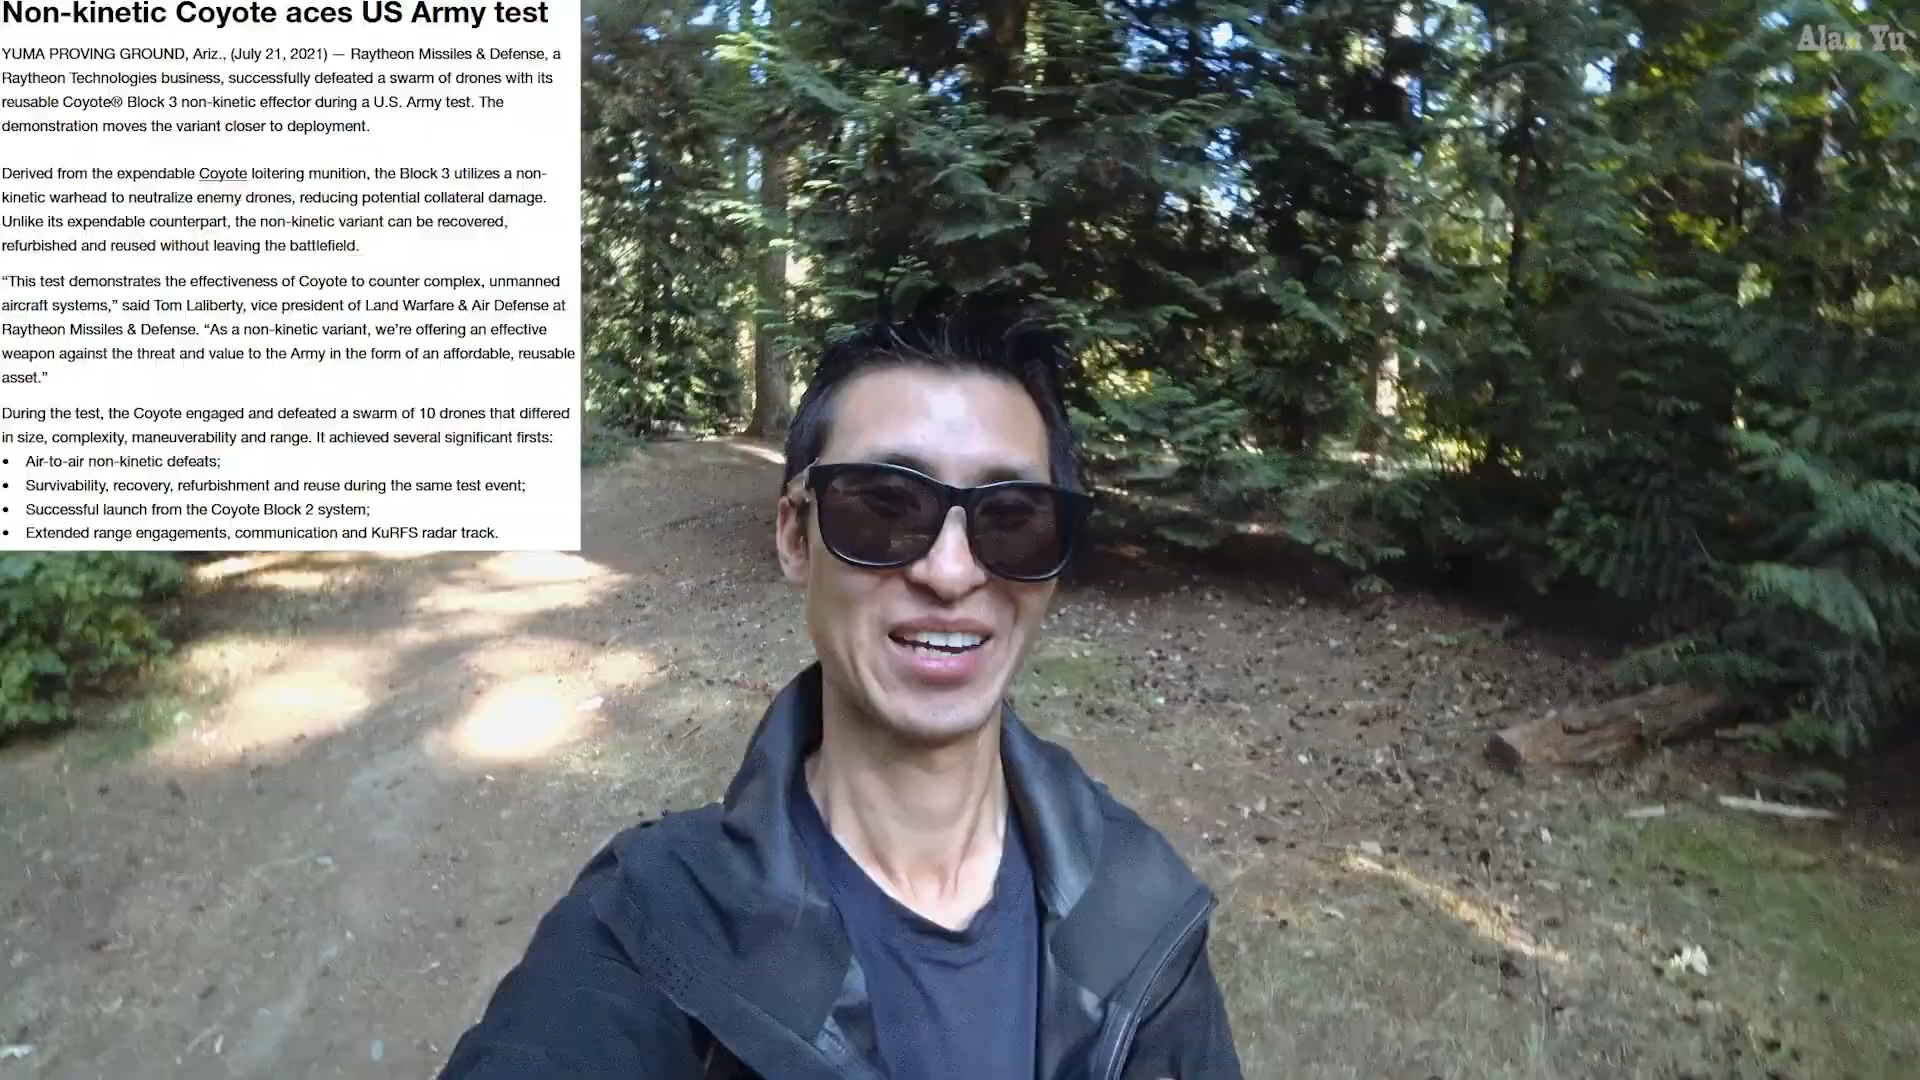 Non-kinetic Coyote aces US Army test
YUMA PROVING GROUND, Ariz., (July 21, 2021) — Raytheon Missiles & Defense, a
Raytheon Technologies business, successfully defeated a swarm of drones with its
reusable Coyote® Block 3 non-kinetic effector during a U.S. Army test. The
demonstration moves the variant closer to deployment.
Derived from the expendable Coyote loitering munition, the Block 3 utilizes a non-
kinetic warhead to neutralize enemy drones, reducing potential collateral damage.
Unlike its expendable counterpart, the non-kinetic variant can be recovered,
refurbished and reused without leaving the battlefield.
“This test demonstrates the effectiveness of Coyote to counter complex, unmanned
aircraft systems,” said Tom Laliberty, vice president of Land Warfare & Air Defense at
Raytheon Missiles & Defense. “As a non-kinetic variant, we’re offering an effective
weapon against the threat and value to the Army in the form of an affordable, reusable
asset.”
During the test, the Coyote engaged and defeated a swarm of 10 drones that differed
in size, complexity, maneuverability and range. It achieved several significant firsts:
• Air-to-air non-kinetic defeats;
• Survivability, recovery, refurbishment and reuse during the same test event;
• Successful launch from the Coyote Block 2 system;
• Extended range engagements, communication and KuRFS radar track.
Alan Yu